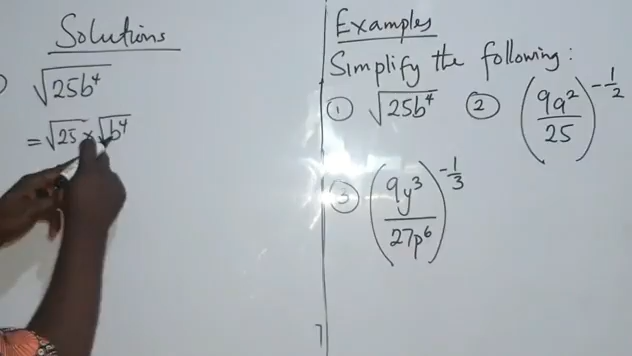 Solutions
√25b⁴
= √25 × √b⁴
Examples
Simplify the following :
① √25b⁴ ② (9a²/25)^-1/2
③ (9y³/27p⁶)^-1/3